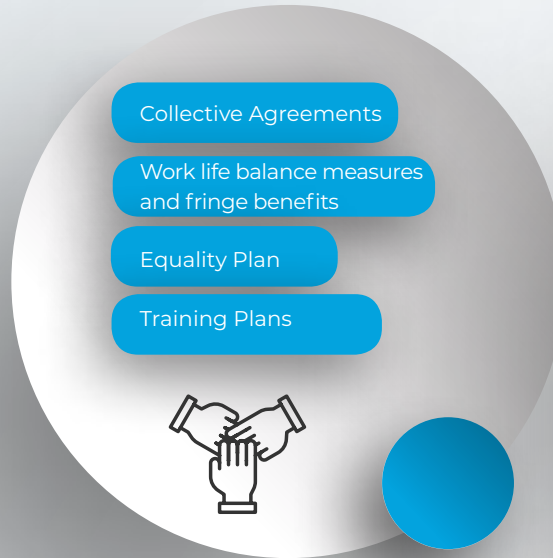 Collective Agreements
Work life balance measures
and fringe benefits
Equality Plan
Training Plans